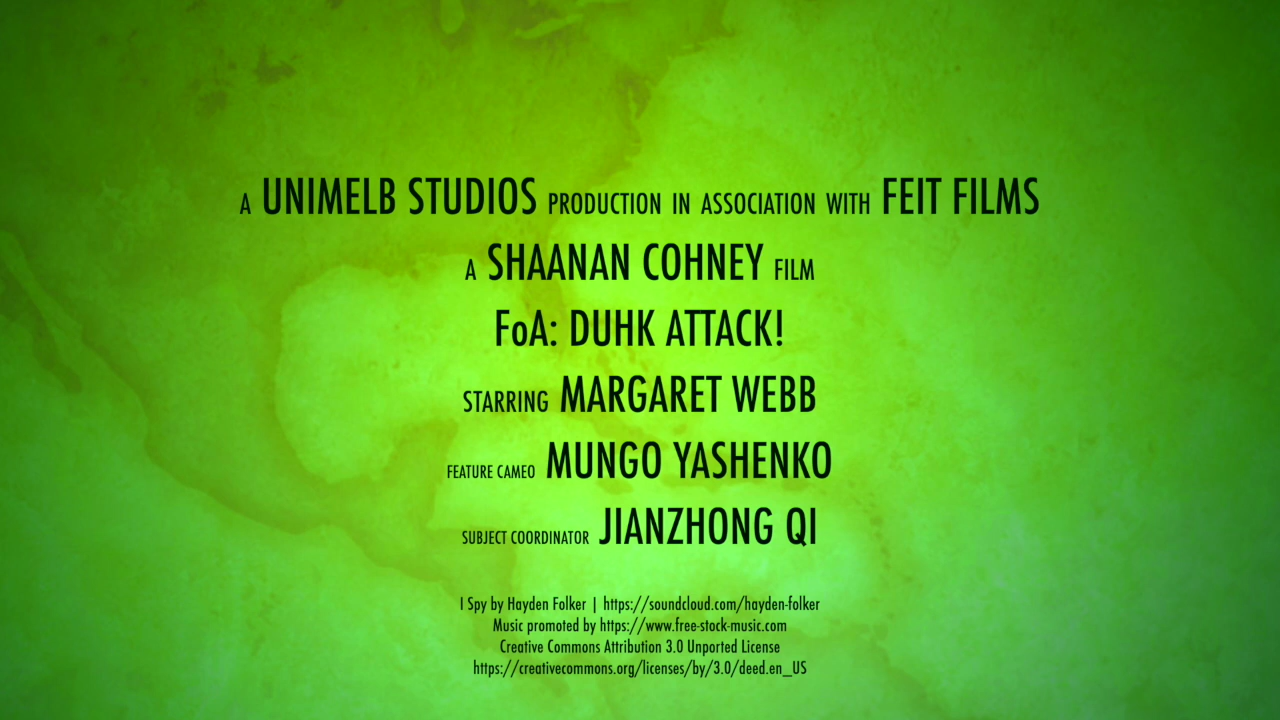 A UNIMELB STUDIOS PRODUCTION IN ASSOCIATION WITH FEIT FILMS
A SHAANAN COHNEY FILM
FoA: DUHK ATTACK!
STARRING MARGARET WEBB
FEATURE CAMEO MUNGO YASHENKO
SUBJECT COORDINATOR JIANZHONG QI
I Spy by Hayden Folker | https://soundcloud.com/hayden-folker
Music promoted by https://www.free-stock-music.com
Creative Commons Attribution 3.0 Unported License
https://creativecommons.org/licenses/by/3.0/deed.en_US